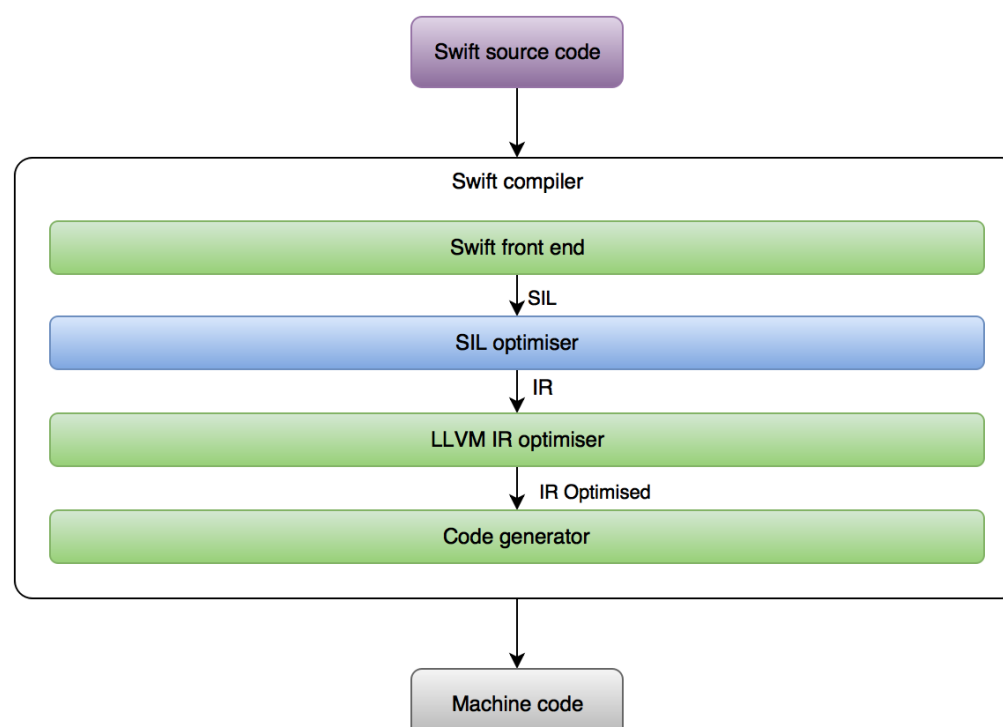 Swift source code
Swift compiler
Swift front end
SIL
SIL optimiser
IR
LLVM IR optimiser
IR Optimised
Code generator
Machine code